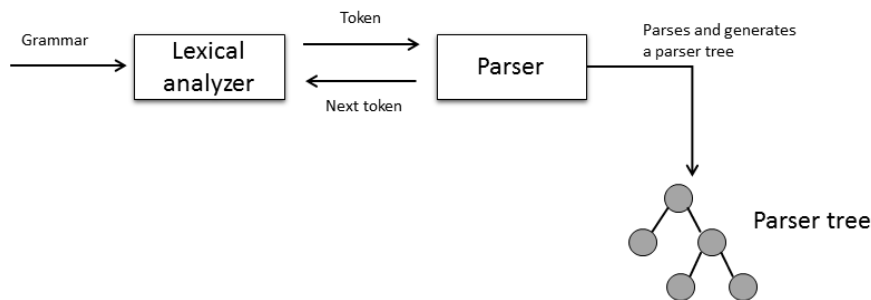 Grammar
Lexical
analyzer
Token
Next token
Parser
Parses and generates
a parser tree
Parser tree